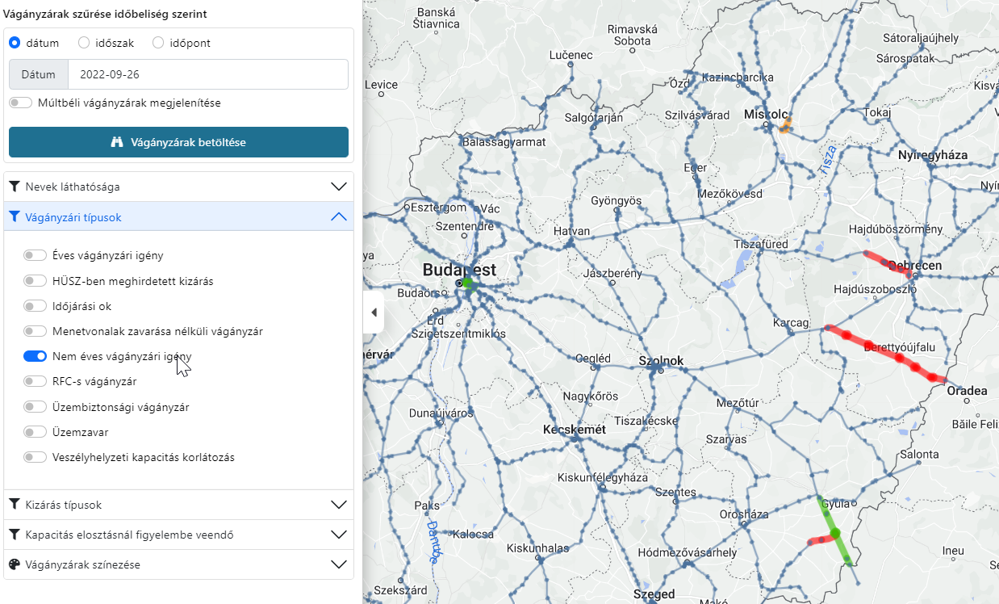 Vágányzárak szűrése időbeliség szerint
dátum
időszak
időpont
Dátum
2022-09-26
Múltbéli vágányzárak megjelenítése
Vágányzárak betöltése
Nevek láthatósága
Vágányzári típusok
Éves vágányzári igény
HÜSZ-ben meghirdetett kizárás
Időjárási ok
Menetvonalak zavarása nélküli vágányzár
Nem éves vágányzári igény
RFC-s vágányzár
Üzembiztonsági vágányzár
Üzemzavar
Veszélyhelyzeti kapacitás korlátozás
Kizárás típusok
Kapacitás elosztásnál figyelembe veendő
Vágányzárak színezése
Banská
Štiavnica
Rimavská
Sobota
Sátoraljaújhely
Sárospatak
Lučenec
Levice
Ózd
Kazincbarcika
Kisvá
Salgótarján
Szilvásvárad
Miskolc
Tokaj
Balassagyarmat
Tisza
Nyíregyháza
Eger
Nyír
Mezőkövesd
Gyöngyös
Esztergom
Vác
Szentendre
Hatvan
Hajdúböszörmény
Tiszafüred
ya
Budapest
Debrecen
Jászberény
Budaörs
Hajdúszoboszló
Érd
Karcag
Szigetszentmiklós
Berettyóújfalu
hérvár
Cegléd
Szolnok
Oradea
Nagykőrös
Mezőtúr
Dunaújváros
Tiszakécske
Băile Feli
Kecskemét
Szarvas
Salonta
Kiskunfélegyháza
Szentes
Paks
Gyula
Orosháza
Kalocsa
Kiskunhalas
Hódmezővásárhely
Ineu
Szekszárd
Szeged
Makó